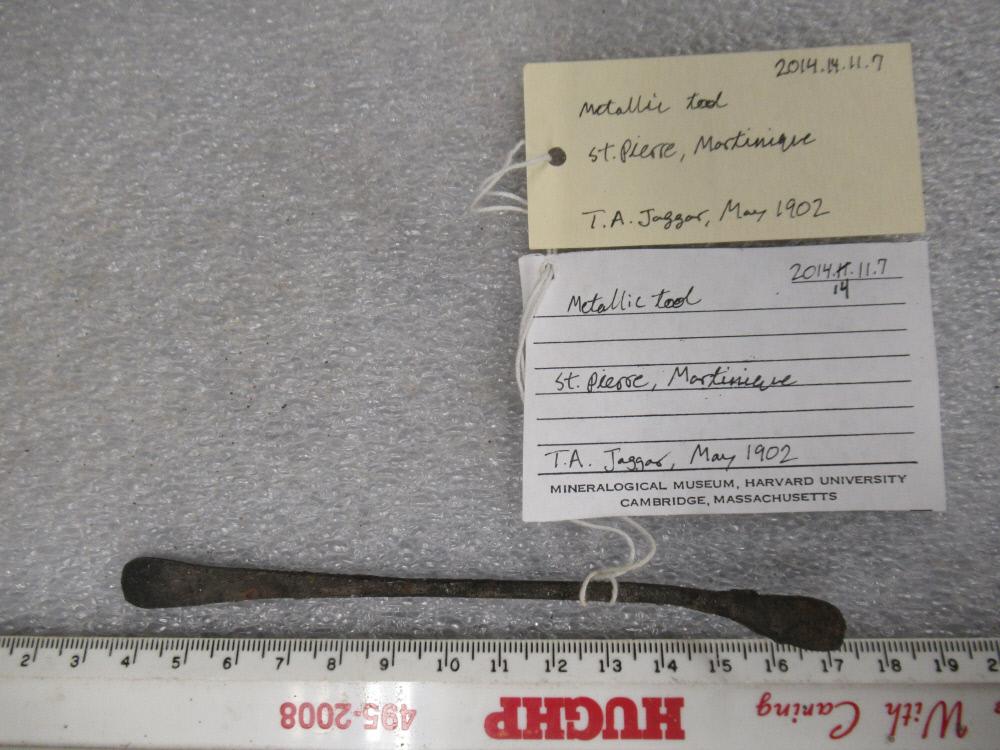 2014.14.11.7
Metallic tool
St. Pierre, Martinique
T.A. Jaggar, May 1902
2014.H.11.7
14
Metallic tool
St. Pierre, Martinique
T.A. Jaggar, May 1902
MINERALOGICAL MUSEUM, HARVARD UNIVERSITY
CAMBRIDGE, MASSACHUSETTS
2 3 4 5 6 7 8 9 10 11 12 13 14 15 16 17 18 19 2
With Caring HUGHP 495-2008